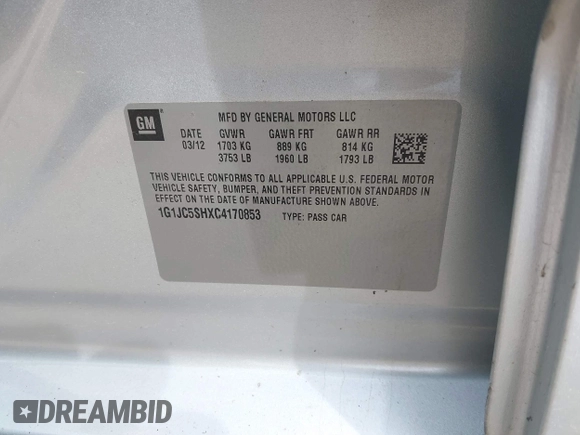 GM
MFD BY GENERAL MOTORS LLC
DATE GVWR GAWR FRT GAWR RR
03/12 1703 KG 889 KG 814 KG
3753 LB 1960 LB 1793 LB
THIS VEHICLE CONFORMS TO ALL APPLICABLE U.S. FEDERAL MOTOR
VEHICLE SAFETY, BUMPER, AND THEFT PREVENTION STANDARDS IN
EFFECT ON THE DATE OF MANUFACTURE SHOWN ABOVE.
1G1JC5SHXC4170853 TYPE: PASS CAR
DREAMBID